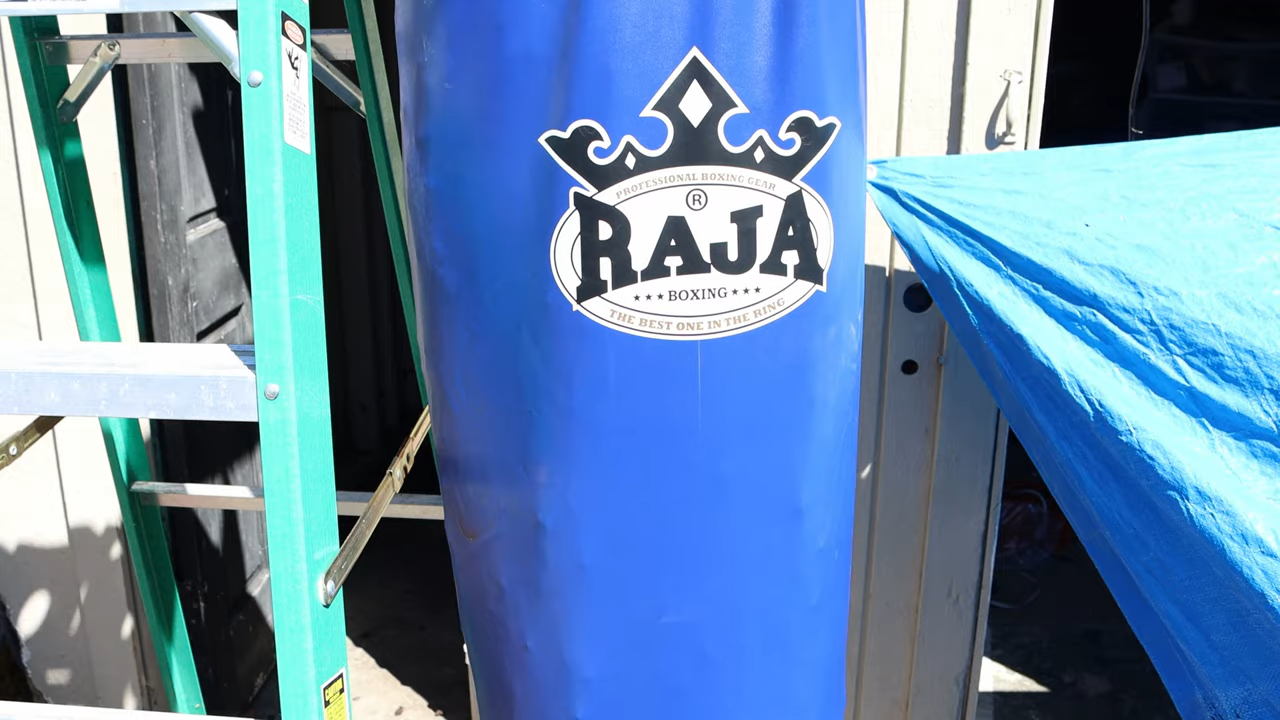 PROFESSIONAL BOXING GEAR
®
RAJA
★★★BOXING★★★
THE BEST ONE IN THE RING